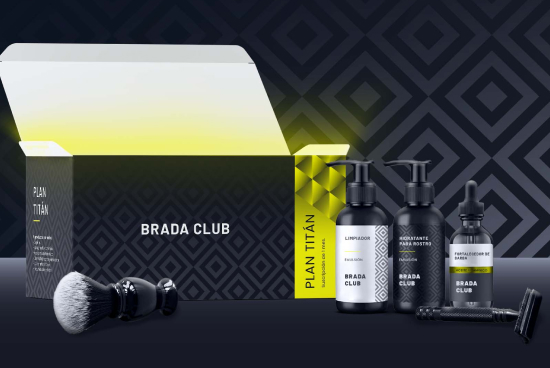 PLAN
TITÁN
BRADA CLUB
PLAN TITÁN
LIMPIADOR
BRADA
CLUB
HIDRATANTE
PARA ROSTRO
BRADA
CLUB
FORTALECEDOR DE
BARBA
BRADA
CLUB